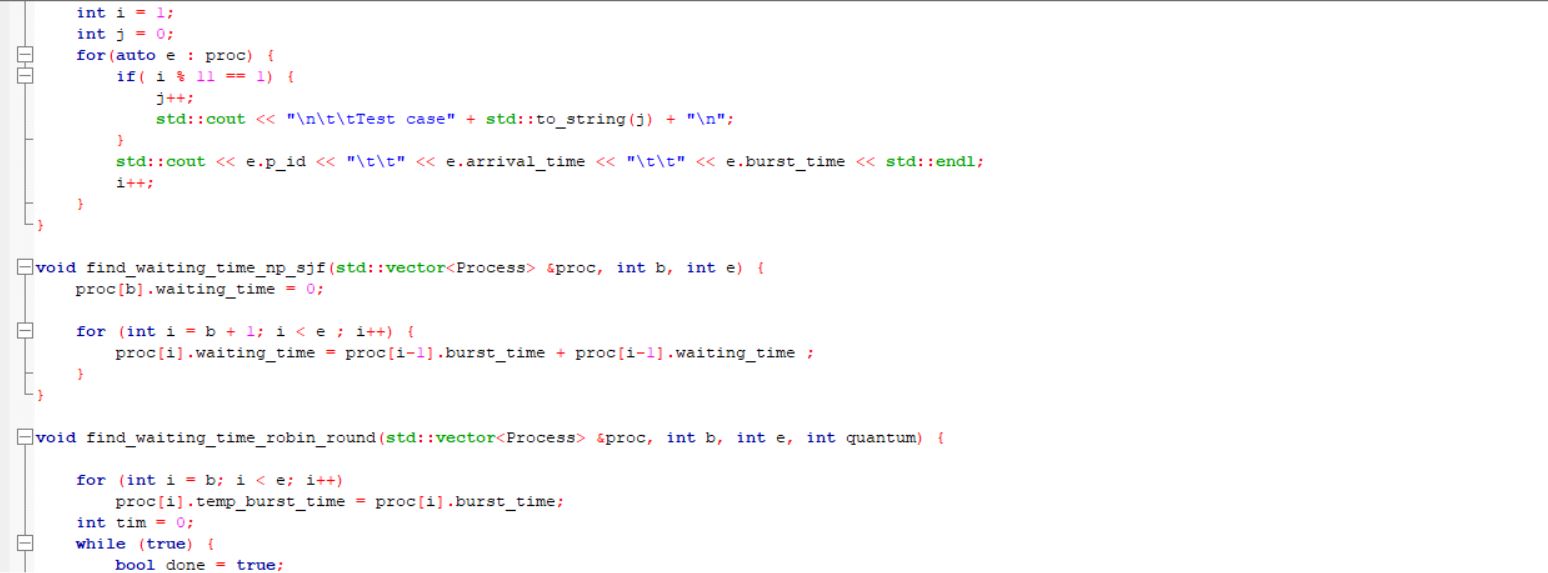 int i = 1;
int j = 0;
for(auto e : proc) {
if( i % 11 == 1) {
j++;
std::cout << "\n\t\tTest case" + std::to_string(j) + "\n";
}
std::cout << e.p_id << "\t\t" << e.arrival_time << "\t\t" << e.burst_time << std::endl;
i++;
}
}
void find_waiting_time_np_sjf(std::vector<Process> &proc, int b, int e) {
proc[b].waiting_time = 0;
for (int i = b + 1; i < e ; i++) {
proc[i].waiting_time = proc[i-1].burst_time + proc[i-1].waiting_time ;
}
}
void find_waiting_time_robin_round(std::vector<Process> &proc, int b, int e, int quantum) {
for (int i = b; i < e; i++)
proc[i].temp_burst_time = proc[i].burst_time;
int tim = 0;
while (true) {
bool done = true;